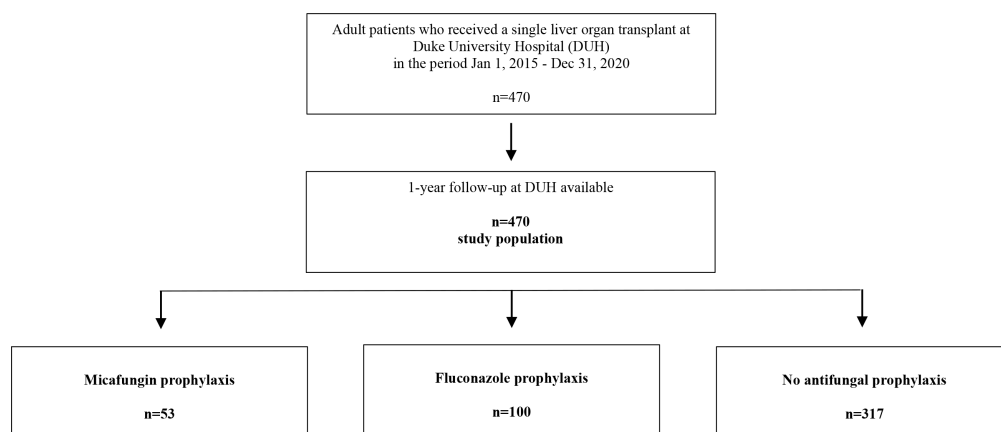 Adult patients who received a single liver organ transplant at
Duke University Hospital (DUH)
in the period Jan 1, 2015 - Dec 31, 2020
n=470
1-year follow-up at DUH available
n=470
study population
Micafungin prophylaxis
n=53
Fluconazole prophylaxis
n=100
No antifungal prophylaxis
n=317